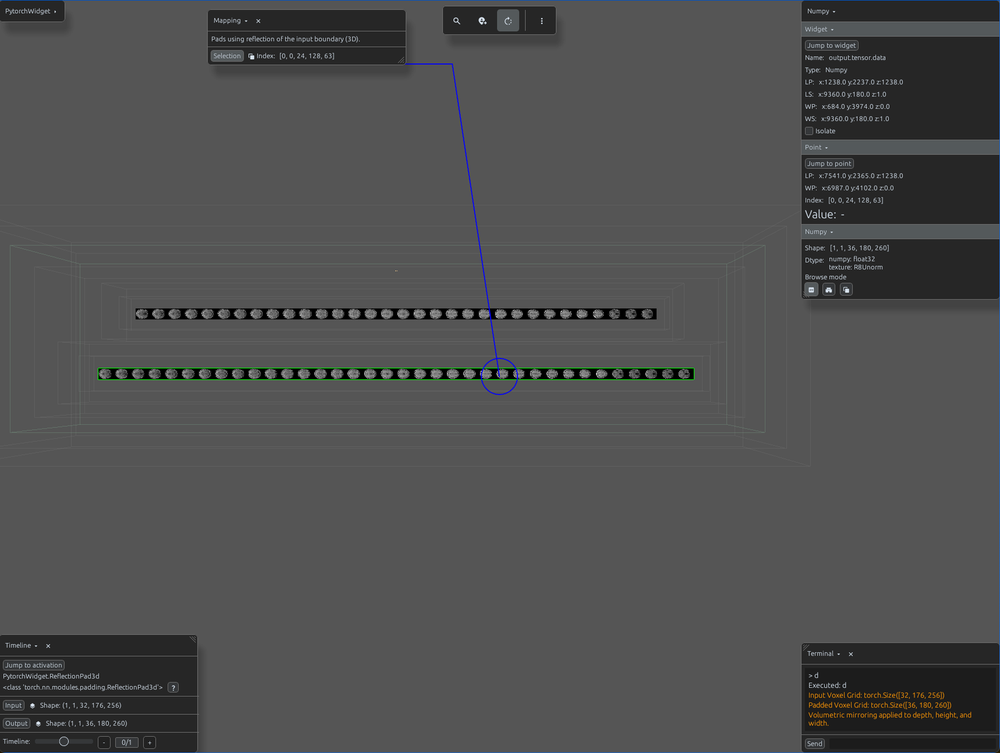 PytorchWidget
Mapping
Pads using reflection of the input boundary (3D).
Selection Index: [0, 0, 24, 128, 63]
Numpy
Widget
Jump to widget
Name: output.tensor.data
Type: Numpy
LP: x:1238.0 y:2237.0 z:1238.0
LS: x:9360.0 y:180.0 z:1.0
WP: x:684.0 y:3974.0 z:0.0
WS: x:9360.0 y:180.0 z:1.0
Isolate
Point
Jump to point
LP: x:7541.0 y:2365.0 z:1238.0
WP: x:6987.0 y:4102.0 z:0.0
Index: [0, 0, 24, 128, 63]
Value: -
Numpy
Shape: [1, 1, 36, 180, 260]
Dtype: numpy: float32
texture: R8Unorm
Browse mode
Timeline
Jump to activation
PytorchWidget.ReflectionPad3d
<class 'torch.nn.modules.padding.ReflectionPad3d'> ?
Input Shape: (1, 1, 32, 176, 256)
Output Shape: (1, 1, 36, 180, 260)
Timeline: - 0/1 +
Terminal
> d
Executed: d
Input Voxel Grid: torch.Size([32, 176, 256])
Padded Voxel Grid: torch.Size([36, 180, 260])
Volumetric mirroring applied to depth, height, and
width.
Send